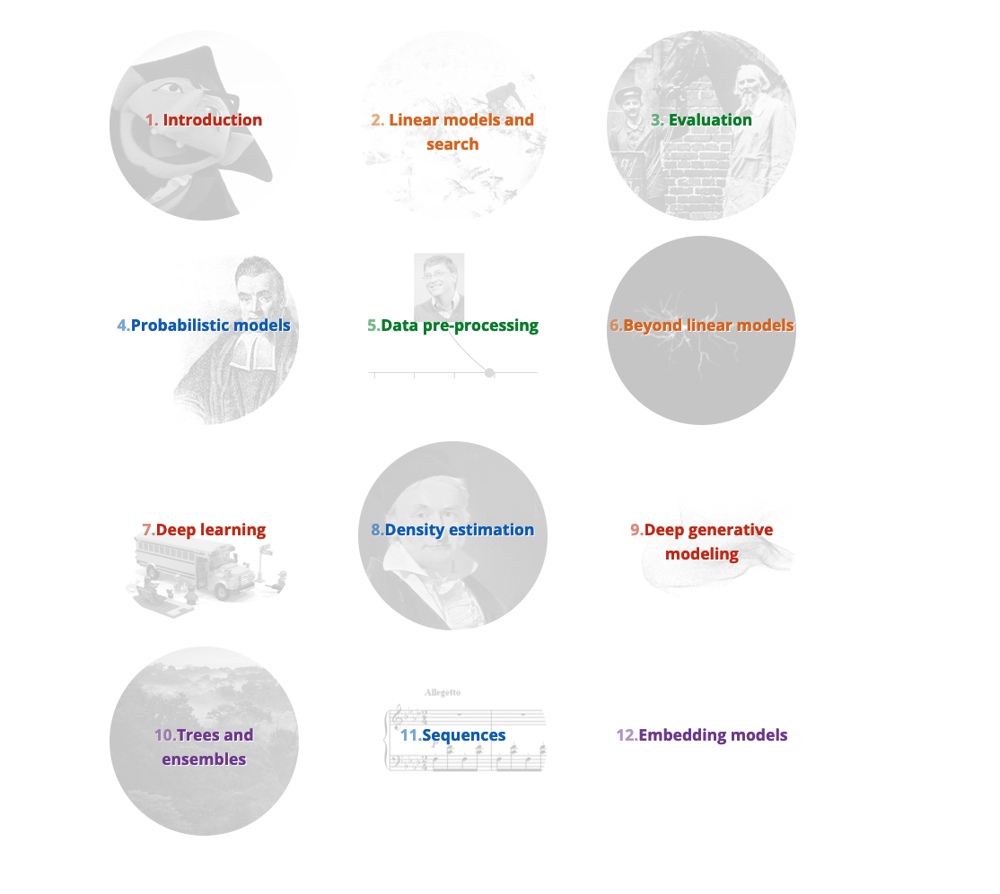 1. Introduction
2. Linear models and
search
3. Evaluation
4.Probabilistic models
5.Data pre-processing
6.Beyond linear models
7.Deep learning
8.Density estimation
9.Deep generative
modeling
10.Trees and
ensembles
Allegetto
11.Sequences
12.Embedding models